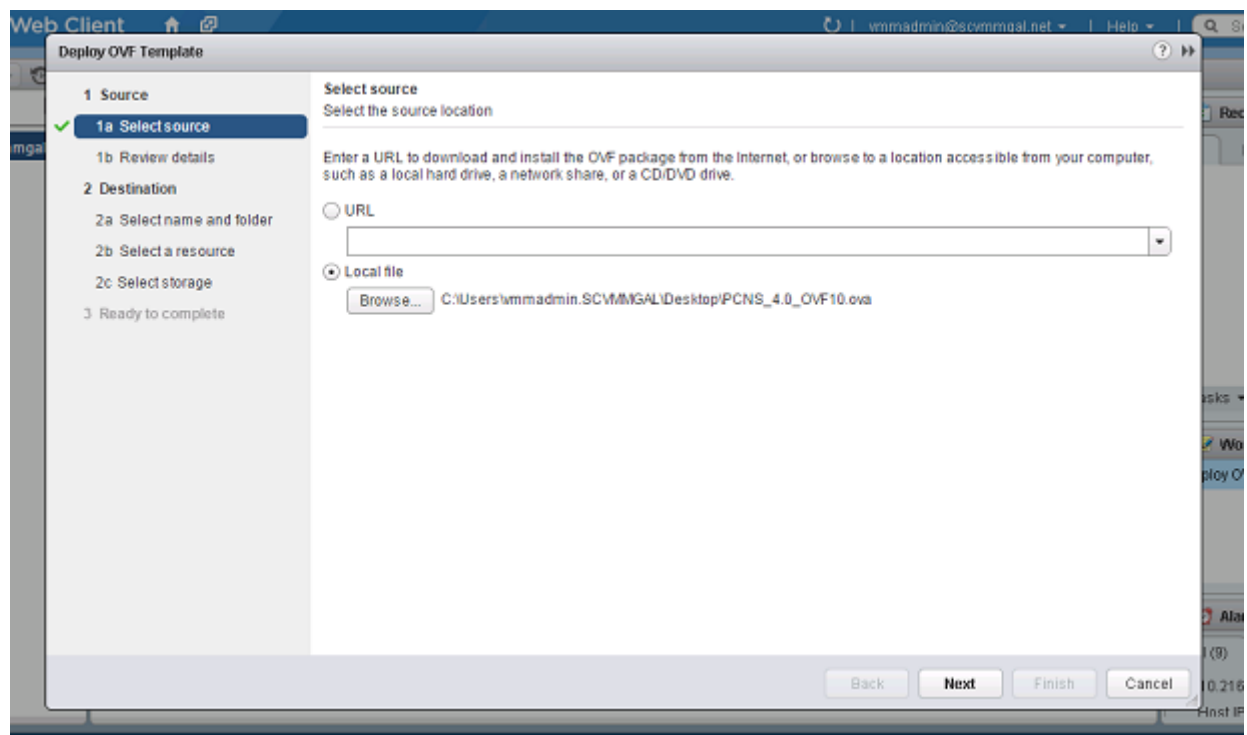 Web Client
vmmadmin@scvmmgal.net
Help
Deploy OVF Template
?
1 Source
1a Select source
1b Review details
2 Destination
2a Select name and folder
2b Select a resource
2c Select storage
3 Ready to complete
Select source
Select the source location
Enter a URL to download and install the OVF package from the Internet, or browse to a location accessible from your computer,
such as a local hard drive, a network share, or a CD/DVD drive.
URL
Local file
Browse... C:\Users\vmmadmin.SCVMMGAL\Desktop\PCNS_4.0_OVF10.ova
Back Next Finish Cancel
mgal
Rec
asks
Wo
ploy OV
Ala
(9)
10.216
Host IP